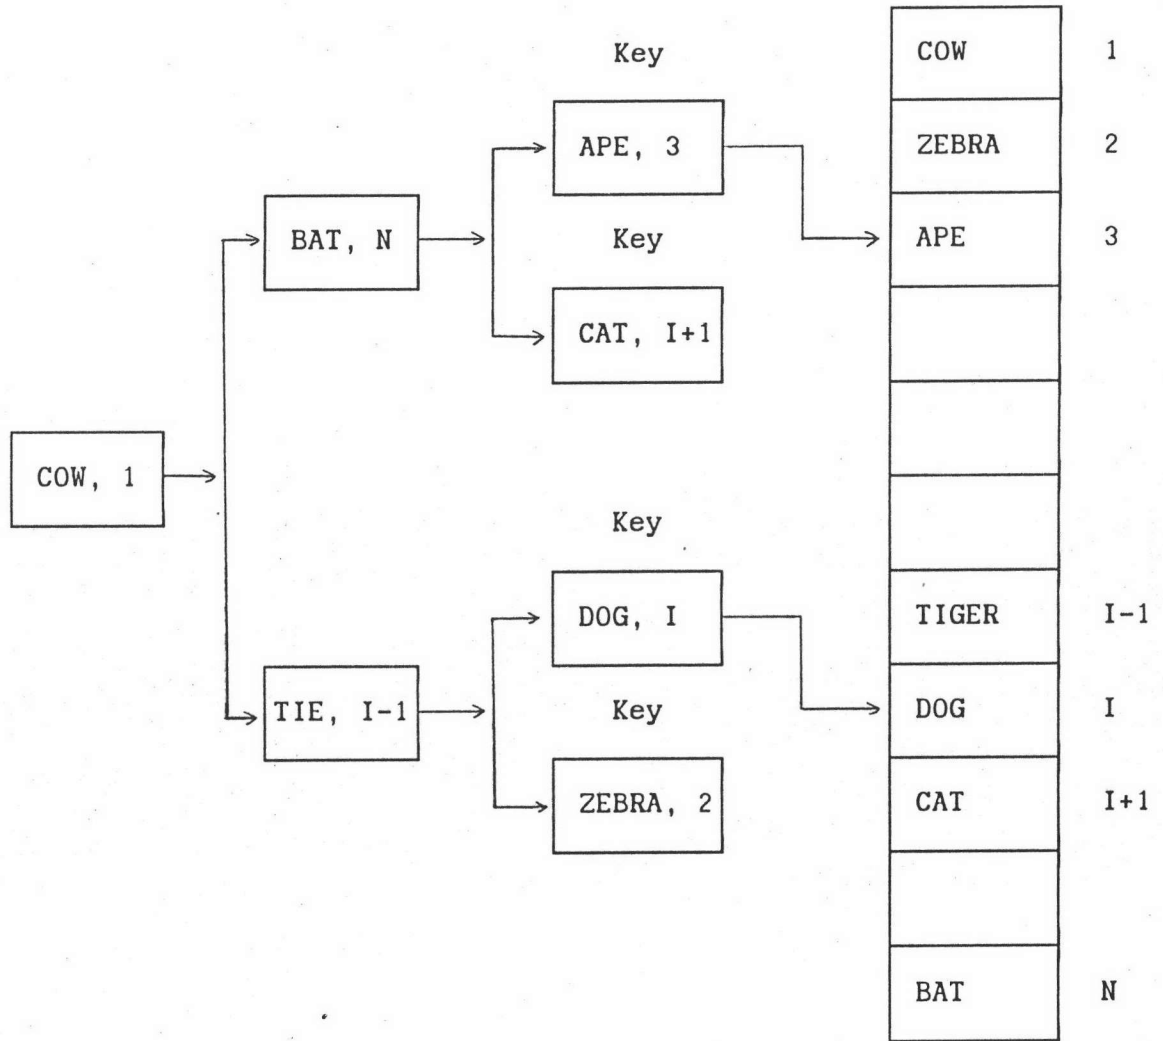 Key
COW 1
APE, 3
ZEBRA 2
BAT, N
Key
APE 3
CAT, I+1
COW, 1
Key
DOG, I
TIGER I-1
TIE, I-1
Key
DOG I
ZEBRA, 2
CAT I+1
BAT N